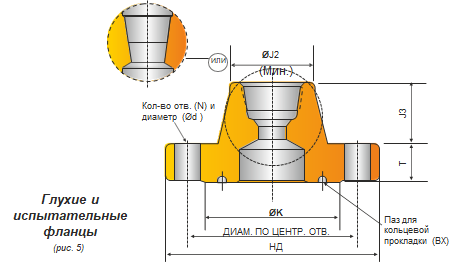 ØJ2
ИЛИ
(Мин.)
Кол-во отв. (N) и
диаметр (Ød )
J3
T
Глухие и
испытательные
фланцы
(рис. 5)
ØK
Паз для
кольцевой
прокладки (BX)
ДИАМ. ПО ЦЕНТР. ОТВ.
НД